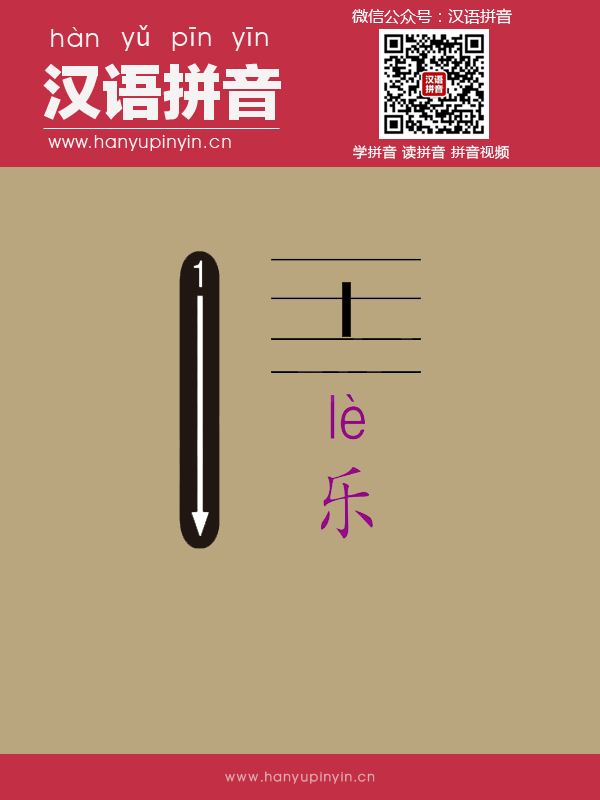 hàn yǔ pīn yīn
汉语拼音
www.hanyupinyin.cn
微信公众号：汉语拼音
汉语
拼音
学拼音 读拼音 拼音视频
1
l
lè
乐
www.hanyupinyin.cn